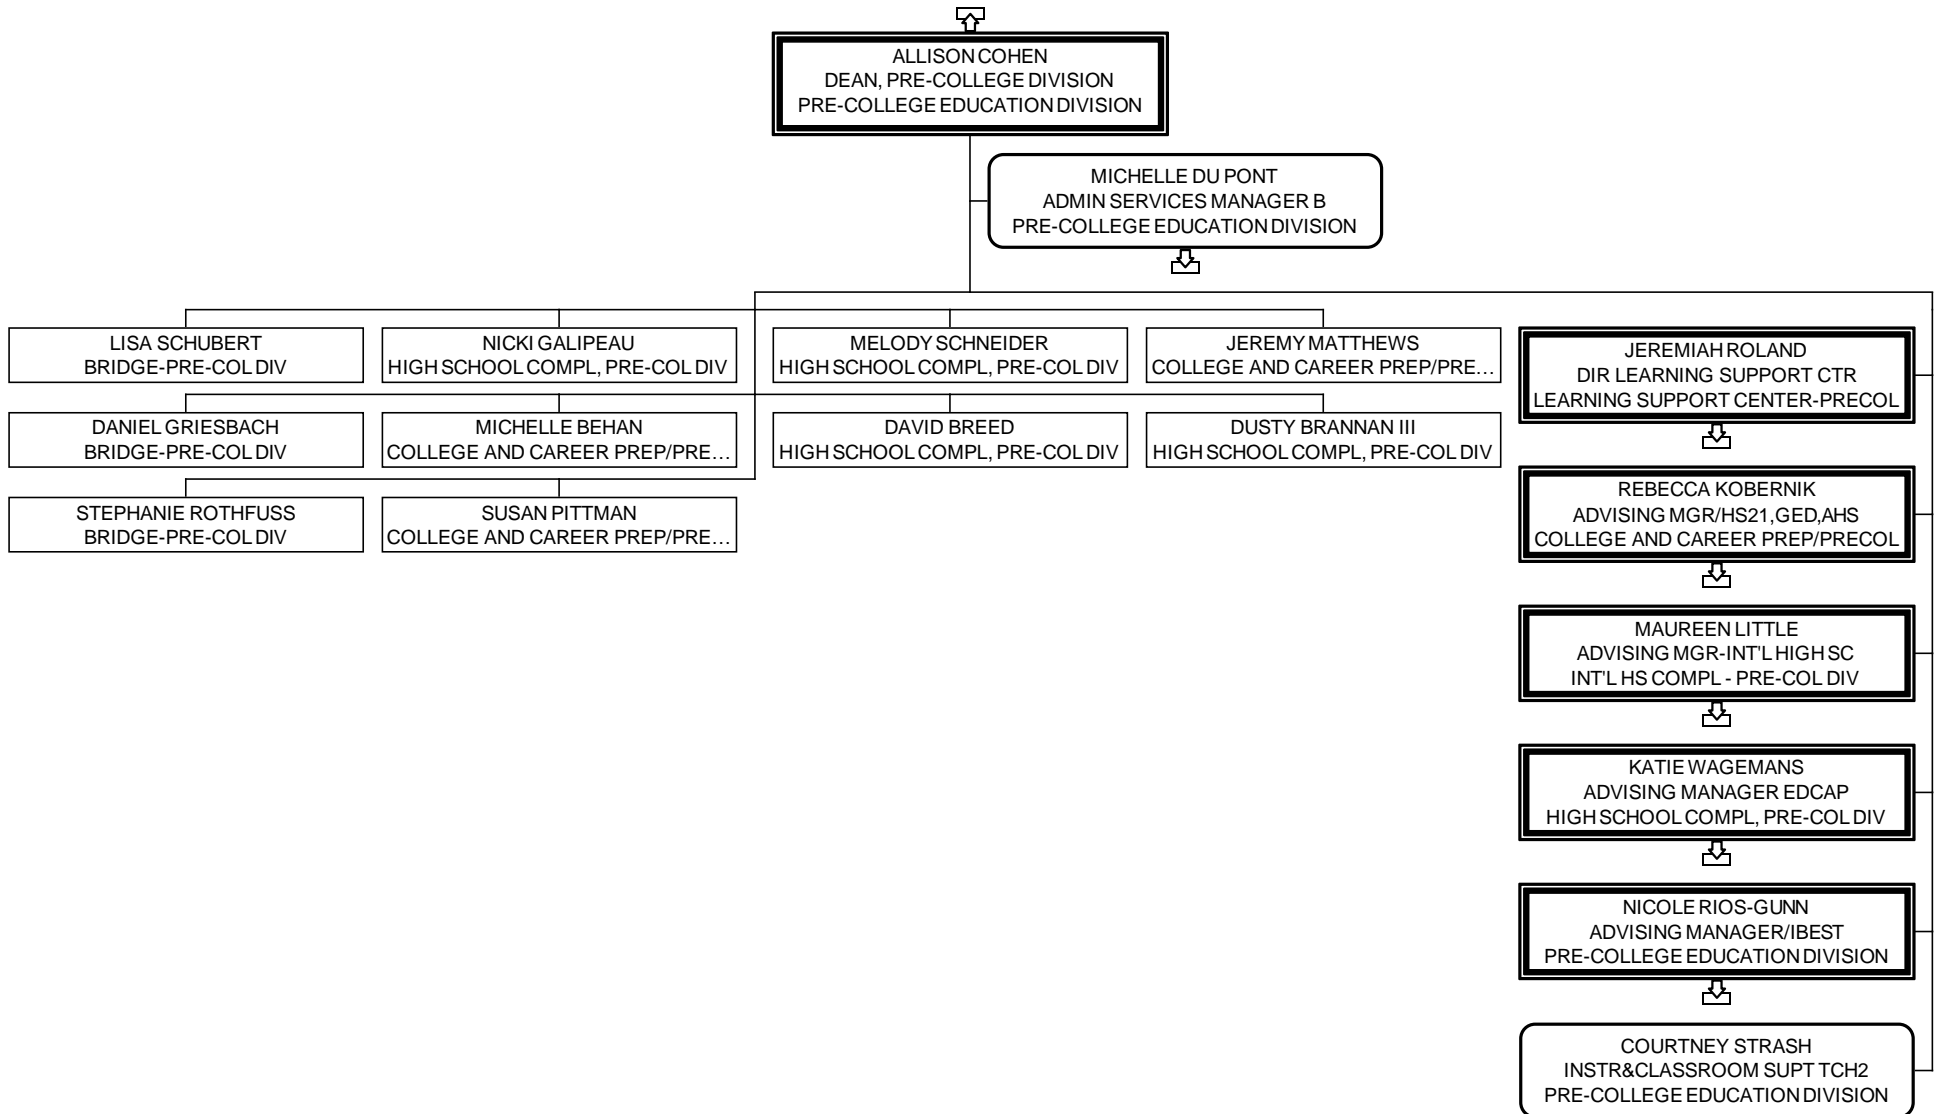 ALLISON COHEN
DEAN, PRE-COLLEGE DIVISION
PRE-COLLEGE EDUCATION DIVISION
MICHELLE DU PONT
ADMIN SERVICES MANAGER B
PRE-COLLEGE EDUCATION DIVISION
LISA SCHUBERT
BRIDGE-PRE-COL DIV
NICKI GALIPEAU
HIGH SCHOOL COMPL, PRE-COL DIV
MELODY SCHNEIDER
HIGH SCHOOL COMPL, PRE-COL DIV
JEREMY MATTHEWS
COLLEGE AND CAREER PREP/PRE...
DANIEL GRIESBACH
BRIDGE-PRE-COL DIV
MICHELLE BEHAN
COLLEGE AND CAREER PREP/PRE...
DAVID BREED
HIGH SCHOOL COMPL, PRE-COL DIV
DUSTY BRANNAN III
HIGH SCHOOL COMPL, PRE-COL DIV
STEPHANIE ROTHFUSS
BRIDGE-PRE-COL DIV
SUSAN PITTMAN
COLLEGE AND CAREER PREP/PRE...
JEREMIAH ROLAND
DIR LEARNING SUPPORT CTR
LEARNING SUPPORT CENTER-PRECOL
REBECCA KOBERNIK
ADVISING MGR/HS21,GED,AHS
COLLEGE AND CAREER PREP/PRECOL
MAUREEN LITTLE
ADVISING MGR-INT'L HIGH SC
INT'L HS COMPL - PRE-COL DIV
KATIE WAGEMANS
ADVISING MANAGER EDCAP
HIGH SCHOOL COMPL, PRE-COL DIV
NICOLE RIOS-GUNN
ADVISING MANAGER/IBEST
PRE-COLLEGE EDUCATION DIVISION
COURTNEY STRASH
INSTR&CLASSROOM SUPT TCH2
PRE-COLLEGE EDUCATION DIVISION